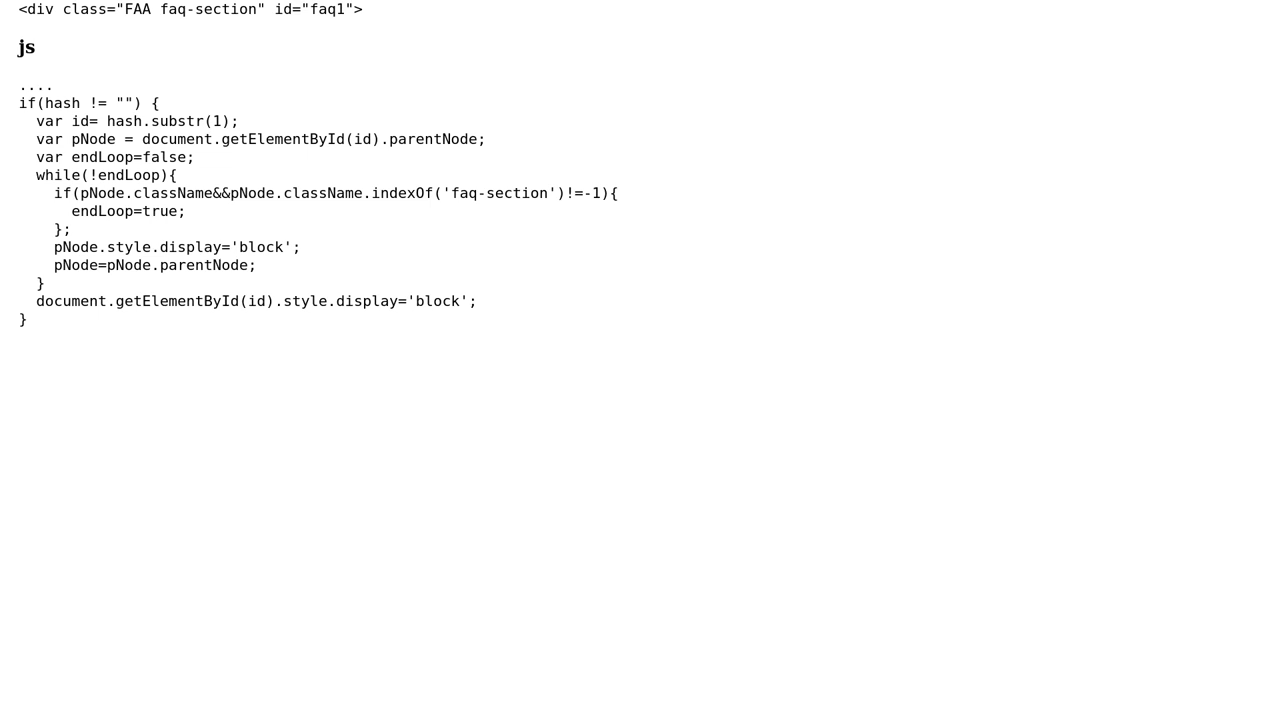 <div class="FAA faq-section" id="faq1">
js
....
if(hash != "") {
  var id= hash.substr(1);
  var pNode = document.getElementById(id).parentNode;
  var endLoop=false;
  while(!endLoop){
    if(pNode.className&&pNode.className.indexOf('faq-section')!=-1){
      endLoop=true;
    };
    pNode.style.display='block';
    pNode=pNode.parentNode;
  }
  document.getElementById(id).style.display='block';
}